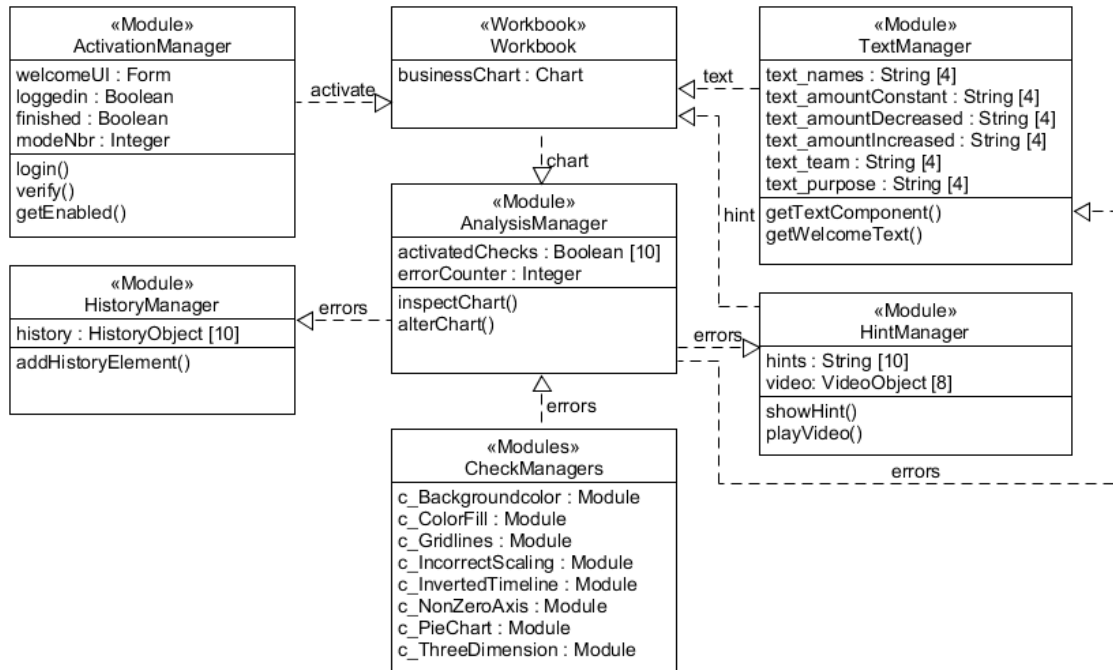 «Module»
ActivationManager
welcomeUI : Form
loggedin : Boolean
finished : Boolean
modeNbr : Integer
login()
verify()
getEnabled()
activate
«Workbook»
Workbook
businessChart : Chart
text
chart
hint
«Module»
TextManager
text_names : String [4]
text_amountConstant : String [4]
text_amountDecreased : String [4]
text_amountIncreased : String [4]
text_team : String [4]
text_purpose : String [4]
getTextComponent()
getWelcomeText()
«Module»
HistoryManager
history : HistoryObject [10]
addHistoryElement()
errors
«Module»
AnalysisManager
activatedChecks : Boolean [10]
errorCounter : Integer
inspectChart()
alterChart()
errors
«Module»
HintManager
hints : String [10]
video: VideoObject [8]
showHint()
playVideo()
errors
errors
«Modules»
CheckManagers
c_Backgroundcolor : Module
c_ColorFill : Module
c_Gridlines : Module
c_IncorrectScaling : Module
c_InvertedTimeline : Module
c_NonZeroAxis : Module
c_PieChart : Module
c_ThreeDimension : Module